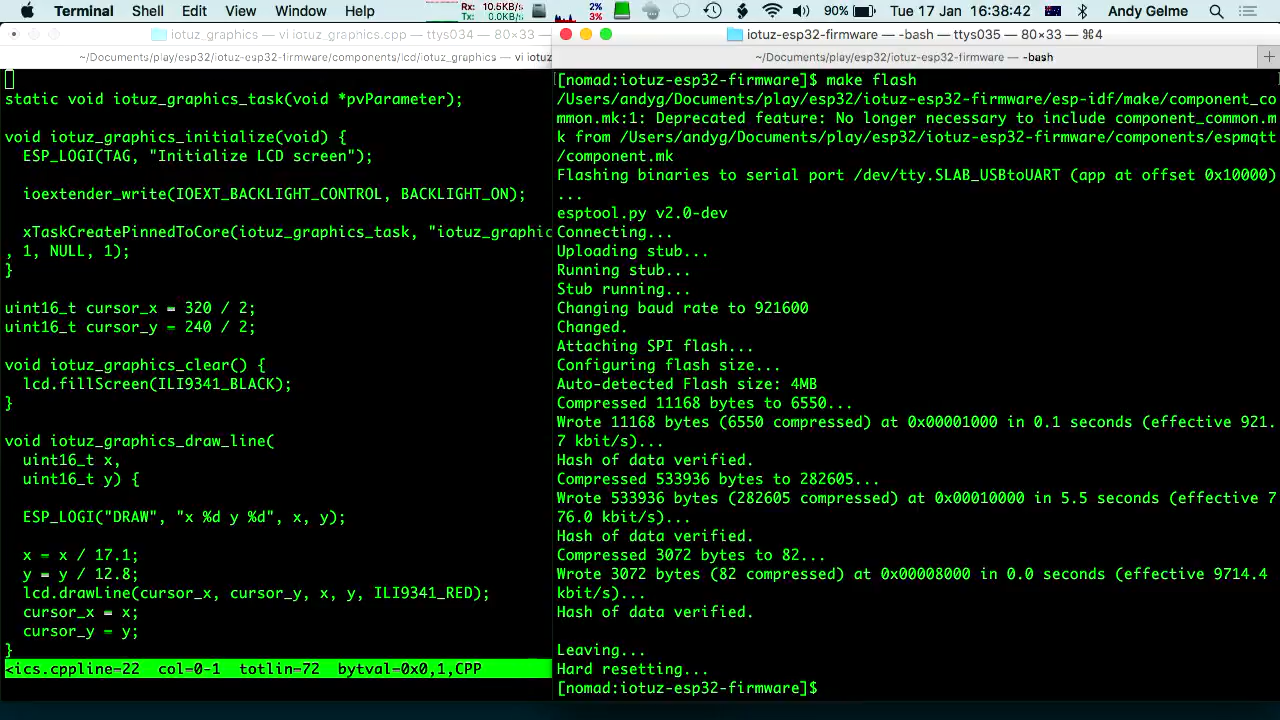 Terminal Shell Edit View Window Help Rx: 10.5KB/s Tx: 0.0KB/s 2% 3% 90% Tue 17 Jan 16:38:42 Andy Gelme
iotuz_graphics — vi iotuz_graphics.cpp — ttys034 — 80×33
~/Documents/play/esp32/iotuz-esp32-firmware/components/lcd/iotuz_graphics — vi iotuz
static void iotuz_graphics_task(void *pvParameter);
void iotuz_graphics_initialize(void) {
ESP_LOGI(TAG, "Initialize LCD screen");
ioextender_write(IOEXT_BACKLIGHT_CONTROL, BACKLIGHT_ON);
xTaskCreatePinnedToCore(iotuz_graphics_task, "iotuz_graphic
, 1, NULL, 1);
}
uint16_t cursor_x = 320 / 2;
uint16_t cursor_y = 240 / 2;
void iotuz_graphics_clear() {
lcd.fillScreen(ILI9341_BLACK);
}
void iotuz_graphics_draw_line(
uint16_t x,
uint16_t y) {
ESP_LOGI("DRAW", "x %d y %d", x, y);
x = x / 17.1;
y = y / 12.8;
lcd.drawLine(cursor_x, cursor_y, x, y, ILI9341_RED);
cursor_x = x;
cursor_y = y;
}
<ics.cppline-22 col-0-1 totlin-72 bytval-0x0,1,CPP
iotuz-esp32-firmware — -bash — ttys035 — 80×33 — ⌘4
~/Documents/play/esp32/iotuz-esp32-firmware — -bash
[nomad:iotuz-esp32-firmware]$ make flash
/Users/andyg/Documents/play/esp32/iotuz-esp32-firmware/esp-idf/make/component_co
mmon.mk:1: Deprecated feature: No longer necessary to include component_common.m
k from /Users/andyg/Documents/play/esp32/iotuz-esp32-firmware/components/espmqtt
/component.mk
Flashing binaries to serial port /dev/tty.SLAB_USBtoUART (app at offset 0x10000)
...
esptool.py v2.0-dev
Connecting...
Uploading stub...
Running stub...
Stub running...
Changing baud rate to 921600
Changed.
Attaching SPI flash...
Configuring flash size...
Auto-detected Flash size: 4MB
Compressed 11168 bytes to 6550...
Wrote 11168 bytes (6550 compressed) at 0x00001000 in 0.1 seconds (effective 921.
7 kbit/s)...
Hash of data verified.
Compressed 533936 bytes to 282605...
Wrote 533936 bytes (282605 compressed) at 0x00010000 in 5.5 seconds (effective 7
76.0 kbit/s)...
Hash of data verified.
Compressed 3072 bytes to 82...
Wrote 3072 bytes (82 compressed) at 0x00008000 in 0.0 seconds (effective 9714.4
kbit/s)...
Hash of data verified.
Leaving...
Hard resetting...
[nomad:iotuz-esp32-firmware]$